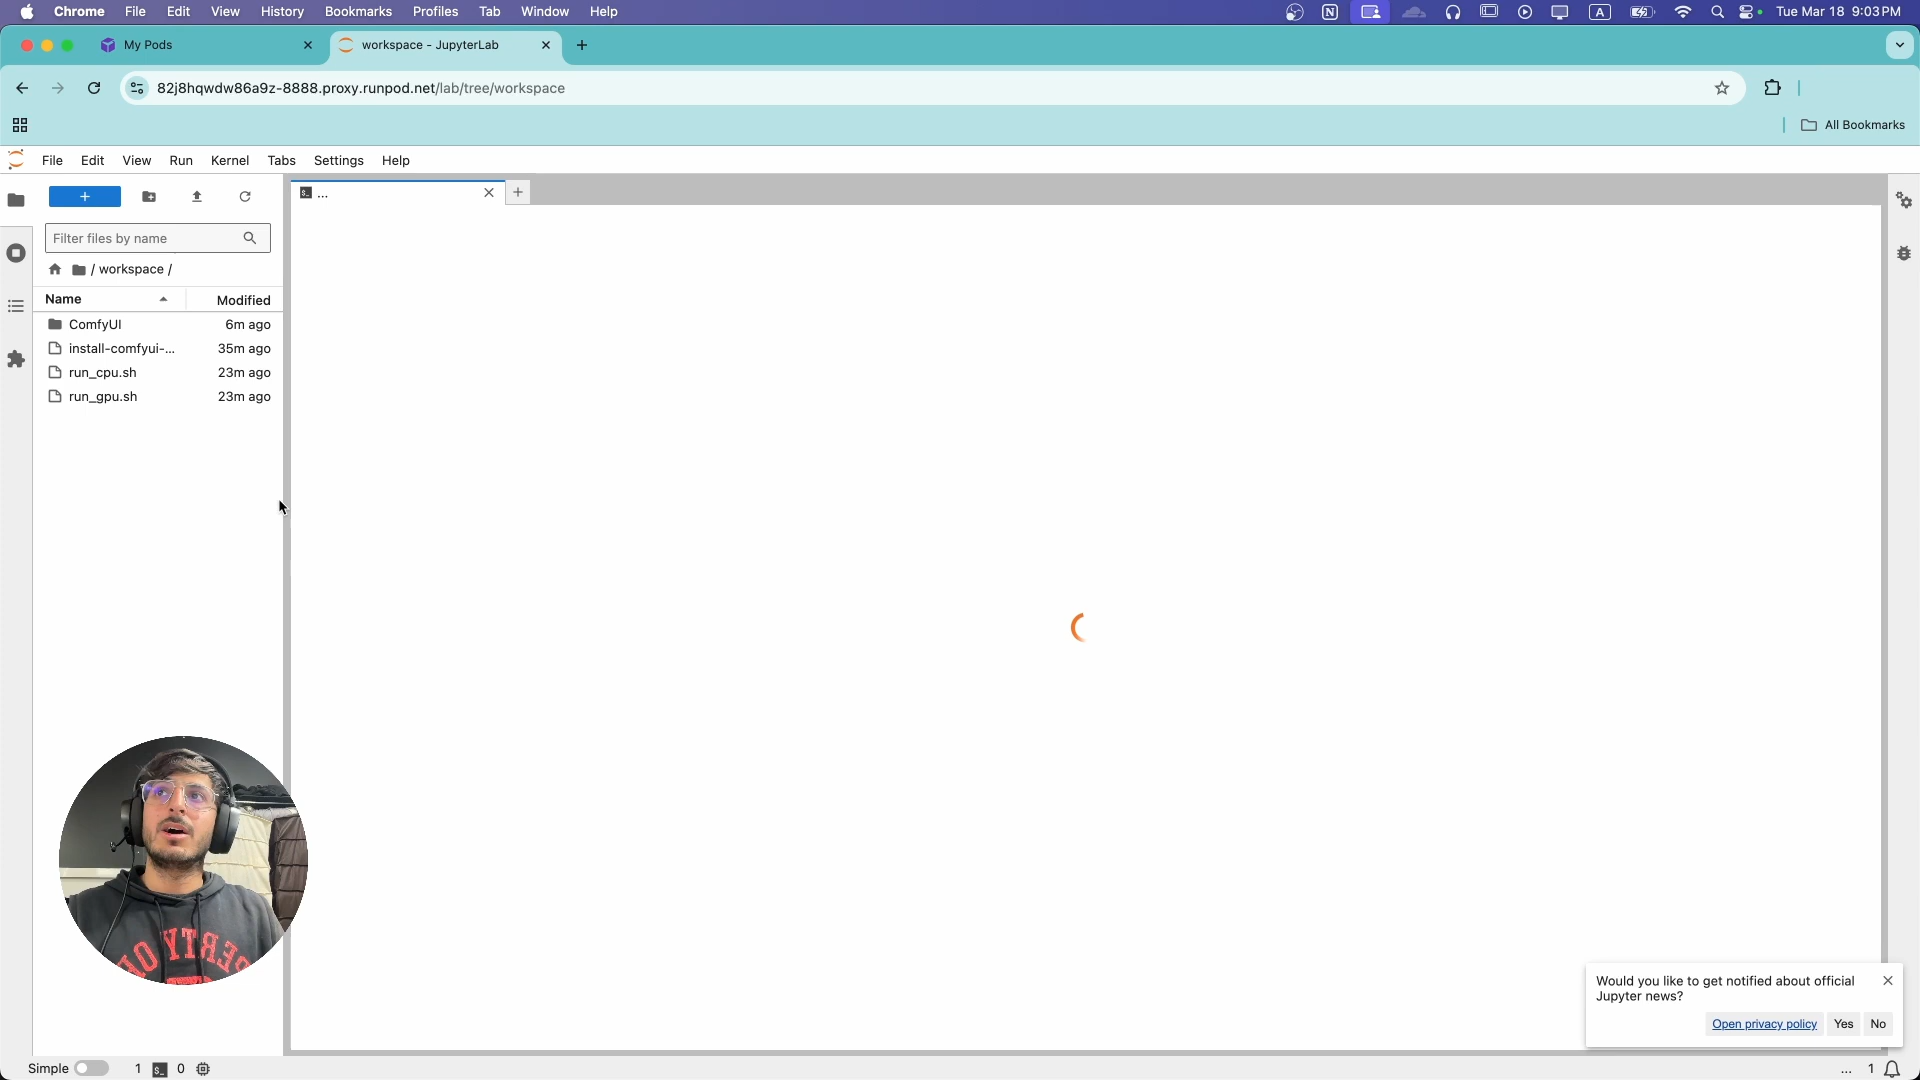 Chrome File Edit View History Bookmarks Profiles Tab Window Help
N A Tue Mar 18 9:03 PM
My Pods workspace - JupyterLab
82j8hqwdw86a9z-8888.proxy.runpod.net/lab/tree/workspace
All Bookmarks
File Edit View Run Kernel Tabs Settings Help
...
Filter files by name
/ workspace /
Name Modified
ComfyUI 6m ago
install-comfyui-... 35m ago
run_cpu.sh 23m ago
run_gpu.sh 23m ago
Would you like to get notified about official
Jupyter news?
Open privacy policy Yes No
Simple 1 0 ... 1